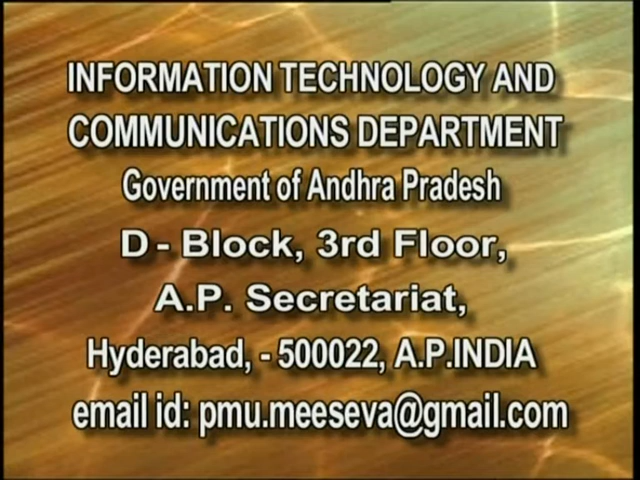 INFORMATION TECHNOLOGY AND
COMMUNICATIONS DEPARTMENT
Government of Andhra Pradesh
D - Block, 3rd Floor,
A.P. Secretariat,
Hyderabad, - 500022, A.P.INDIA
email id: pmu.meeseva@gmail.com